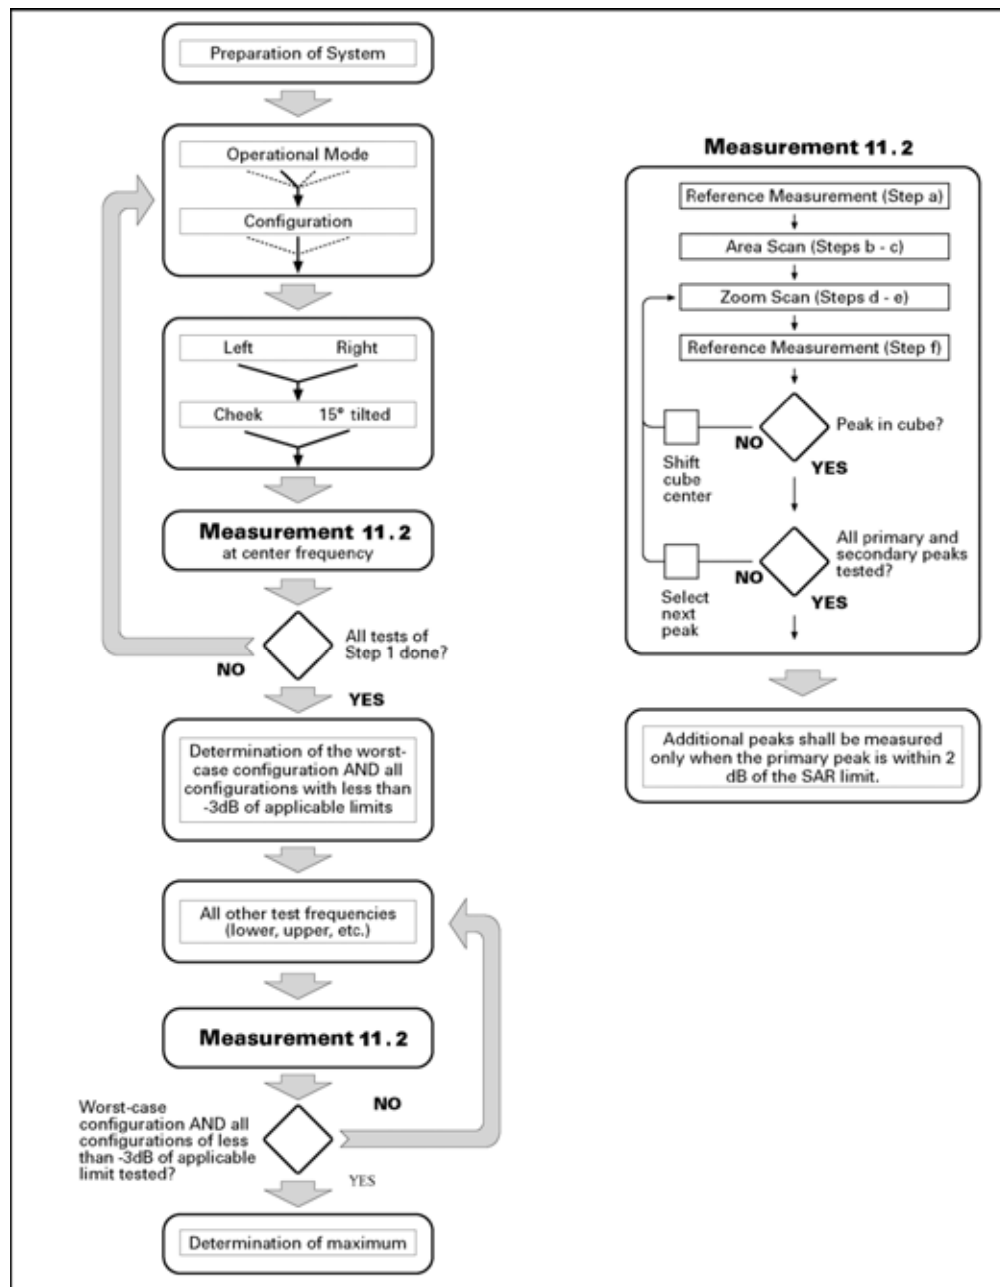 Preparation of System
Operational Mode
Configuration
Left Right
Cheek 15° tilted
Measurement 11.2
at center frequency
All tests of
Step 1 done?
NO
YES
Determination of the worst-
case configuration AND all
configurations with less than
-3dB of applicable limits
All other test frequencies
(lower, upper, etc.)
Measurement 11.2
Worst-case
configuration AND all
configurations of less
than -3dB of applicable
limit tested?
NO
YES
Determination of maximum
Measurement 11.2
Reference Measurement (Step a)
Area Scan (Steps b - c)
Zoom Scan (Steps d - e)
Reference Measurement (Step f)
Peak in cube?
NO
YES
Shift
cube
center
All primary and
secondary peaks
tested?
NO
YES
Select
next
peak
Additional peaks shall be measured
only when the primary peak is within 2
dB of the SAR limit.